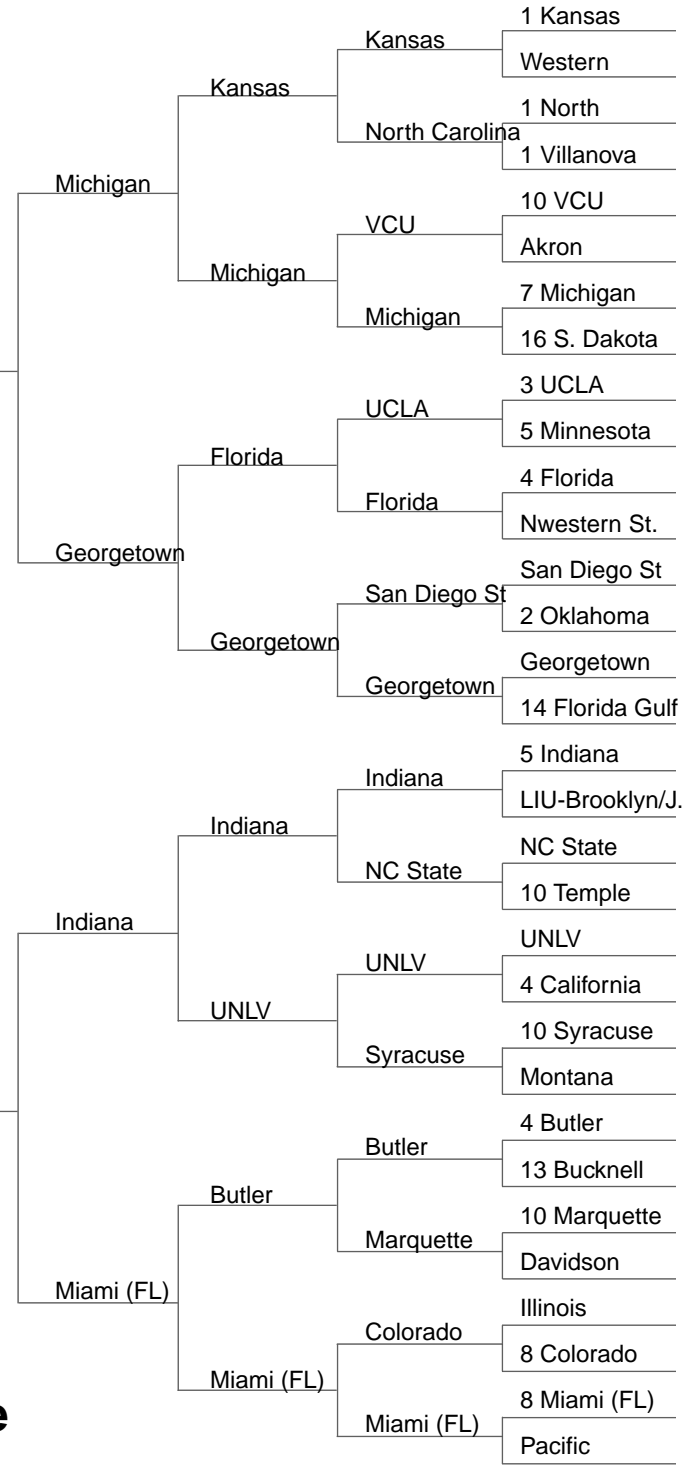 1 Kansas
Kansas
Western
Kansas
1 North
North Carolina
1 Villanova
Michigan
10 VCU
VCU
Akron
Michigan
7 Michigan
Michigan
16 S. Dakota
3 UCLA
UCLA
5 Minnesota
Florida
4 Florida
Florida
Nwestern St.
Georgetown
San Diego St
San Diego St
2 Oklahoma
Georgetown
Georgetown
Georgetown
14 Florida Gulf
5 Indiana
Indiana
LIU-Brooklyn/J.
Indiana
NC State
NC State
10 Temple
Indiana
UNLV
UNLV
4 California
UNLV
10 Syracuse
Syracuse
Montana
4 Butler
Butler
13 Bucknell
Butler
10 Marquette
Marquette
Davidson
Miami (FL)
Illinois
Colorado
8 Colorado
Miami (FL)
8 Miami (FL)
Miami (FL)
Pacific
e